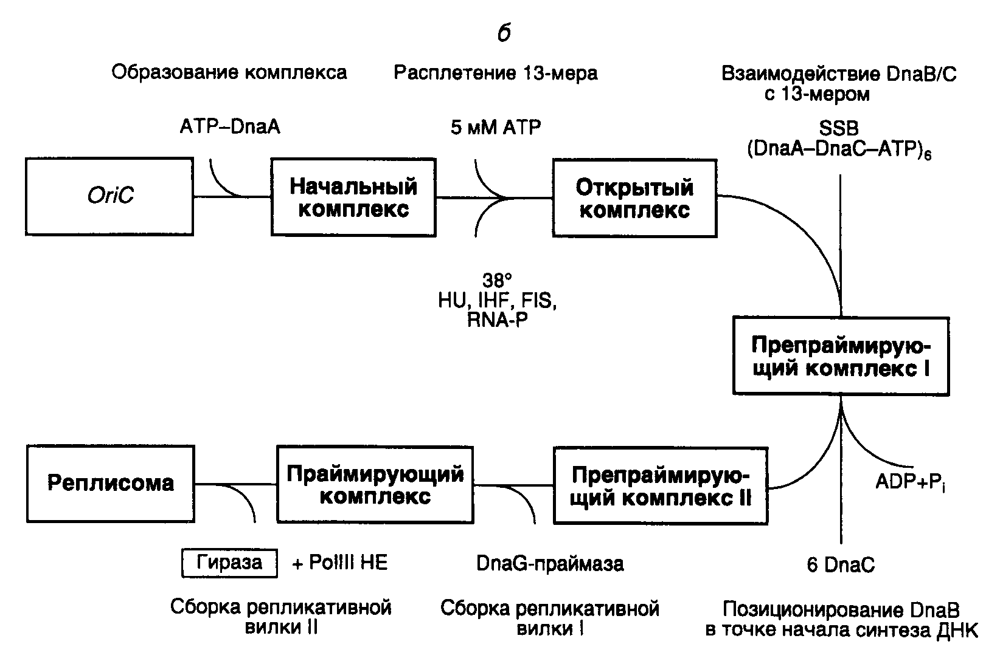 б
Образование комплекса
Расплетение 13-мера
Взаимодействие DnaB/C
с 13-мером
ATP–DnaA
5 мМ ATP
SSB
(DnaA–DnaC–ATP)₆
OriC
Начальный
комплекс
Открытый
комплекс
38°
HU, IHF, FIS,
RNA-P
Препраймирую-
щий комплекс I
Реплисома
Праймирующий
комплекс
Препраймирую-
щий комплекс II
ADP+Pᵢ
Гираза + PolIII HE
DnaG-праймаза
6 DnaC
Сборка репликативной
вилки II
Сборка репликативной
вилки I
Позиционирование DnaB
в точке начала синтеза ДНК